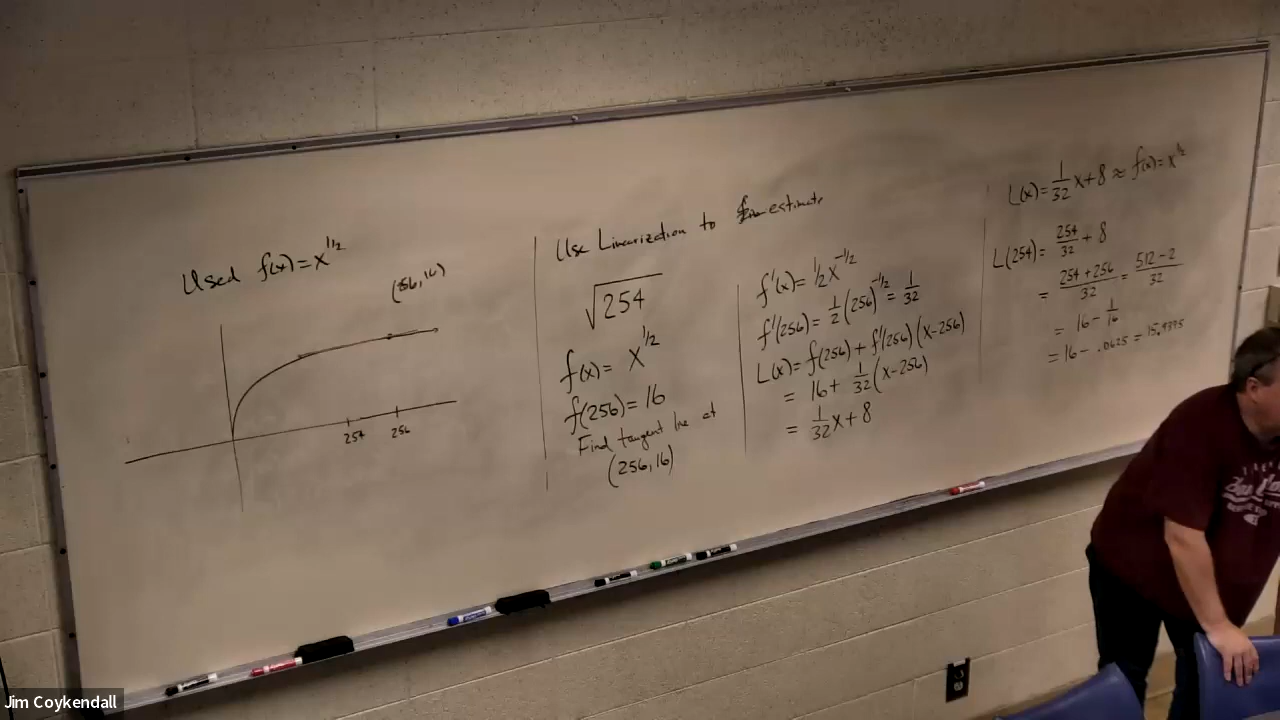 Used f(x) = x^{1/2}
(256, 16)
254 256
Use Linearization to estimate
√254
f(x) = x^{1/2}
f(256) = 16
Find tangent line at
(256, 16)
f'(x) = 1/2 x^{-1/2}
f'(256) = 1/2 (256)^{-1/2} = 1/32
L(x) = f(256) + f'(256)(x-256)
= 16 + 1/32 (x-256)
= 1/32 x + 8
L(x) = 1/32 x + 8 ≈ f(x) = x^{1/2}
L(254) = 254/32 + 8
= (254 + 256)/32 = (512 - 2)/32
= 16 - 1/16
= 16 - .0625 = 15.9375
Jim Coykendall